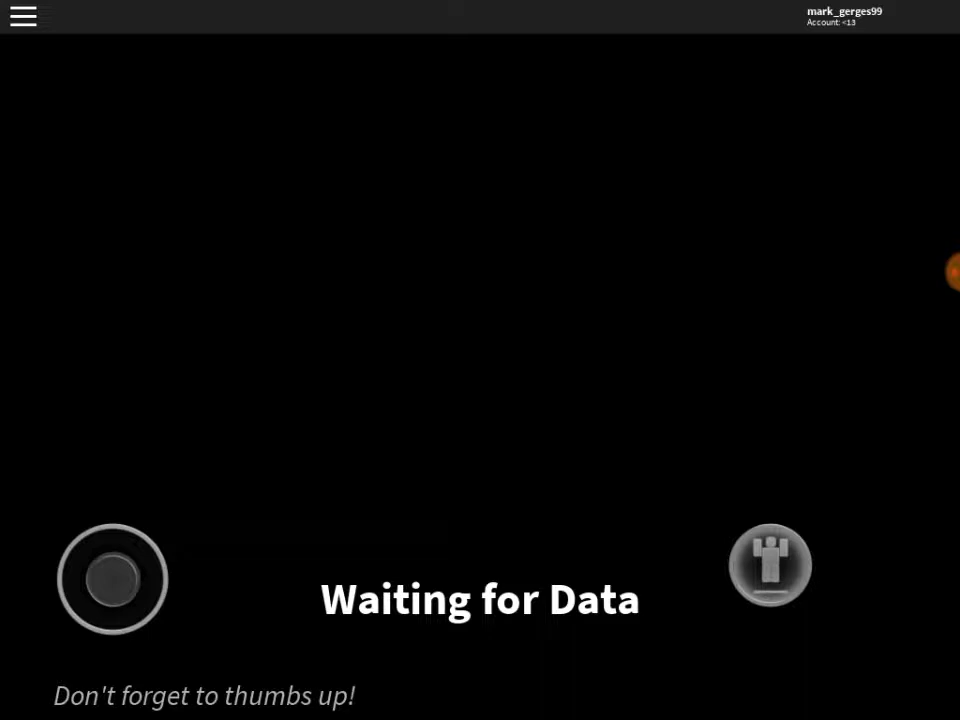 mark_gerges99
Account: <13
Waiting for Data
Don't forget to thumbs up!